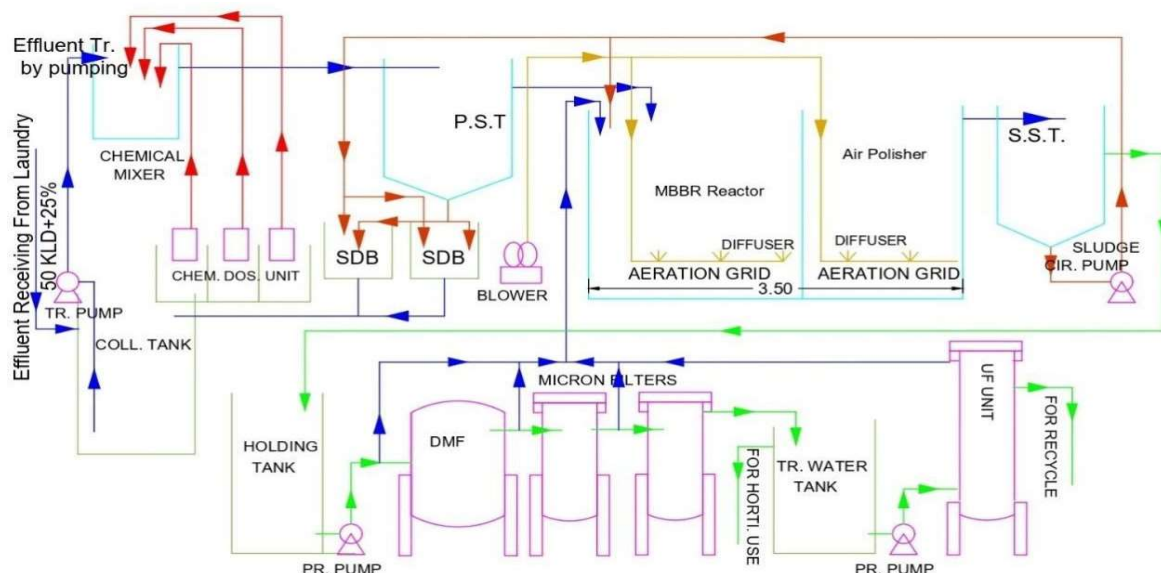 Effluent Tr.
by pumping
CHEMICAL
MIXER
Effluent Receiving From Laundry
50 KLD+25%
TR. PUMP
COLL. TANK
CHEM. DOS. UNIT
P.S.T
SDB
SDB
BLOWER
MBBR Reactor
Air Polisher
DIFFUSER
DIFFUSER
AERATION GRID
AERATION GRID
3.50
S.S.T.
SLUDGE
CIR. PUMP
HOLDING
TANK
PR. PUMP
DMF
MICRON FILTERS
FOR HORTI. USE
TR. WATER
TANK
PR. PUMP
UF UNIT
FOR RECYCLE